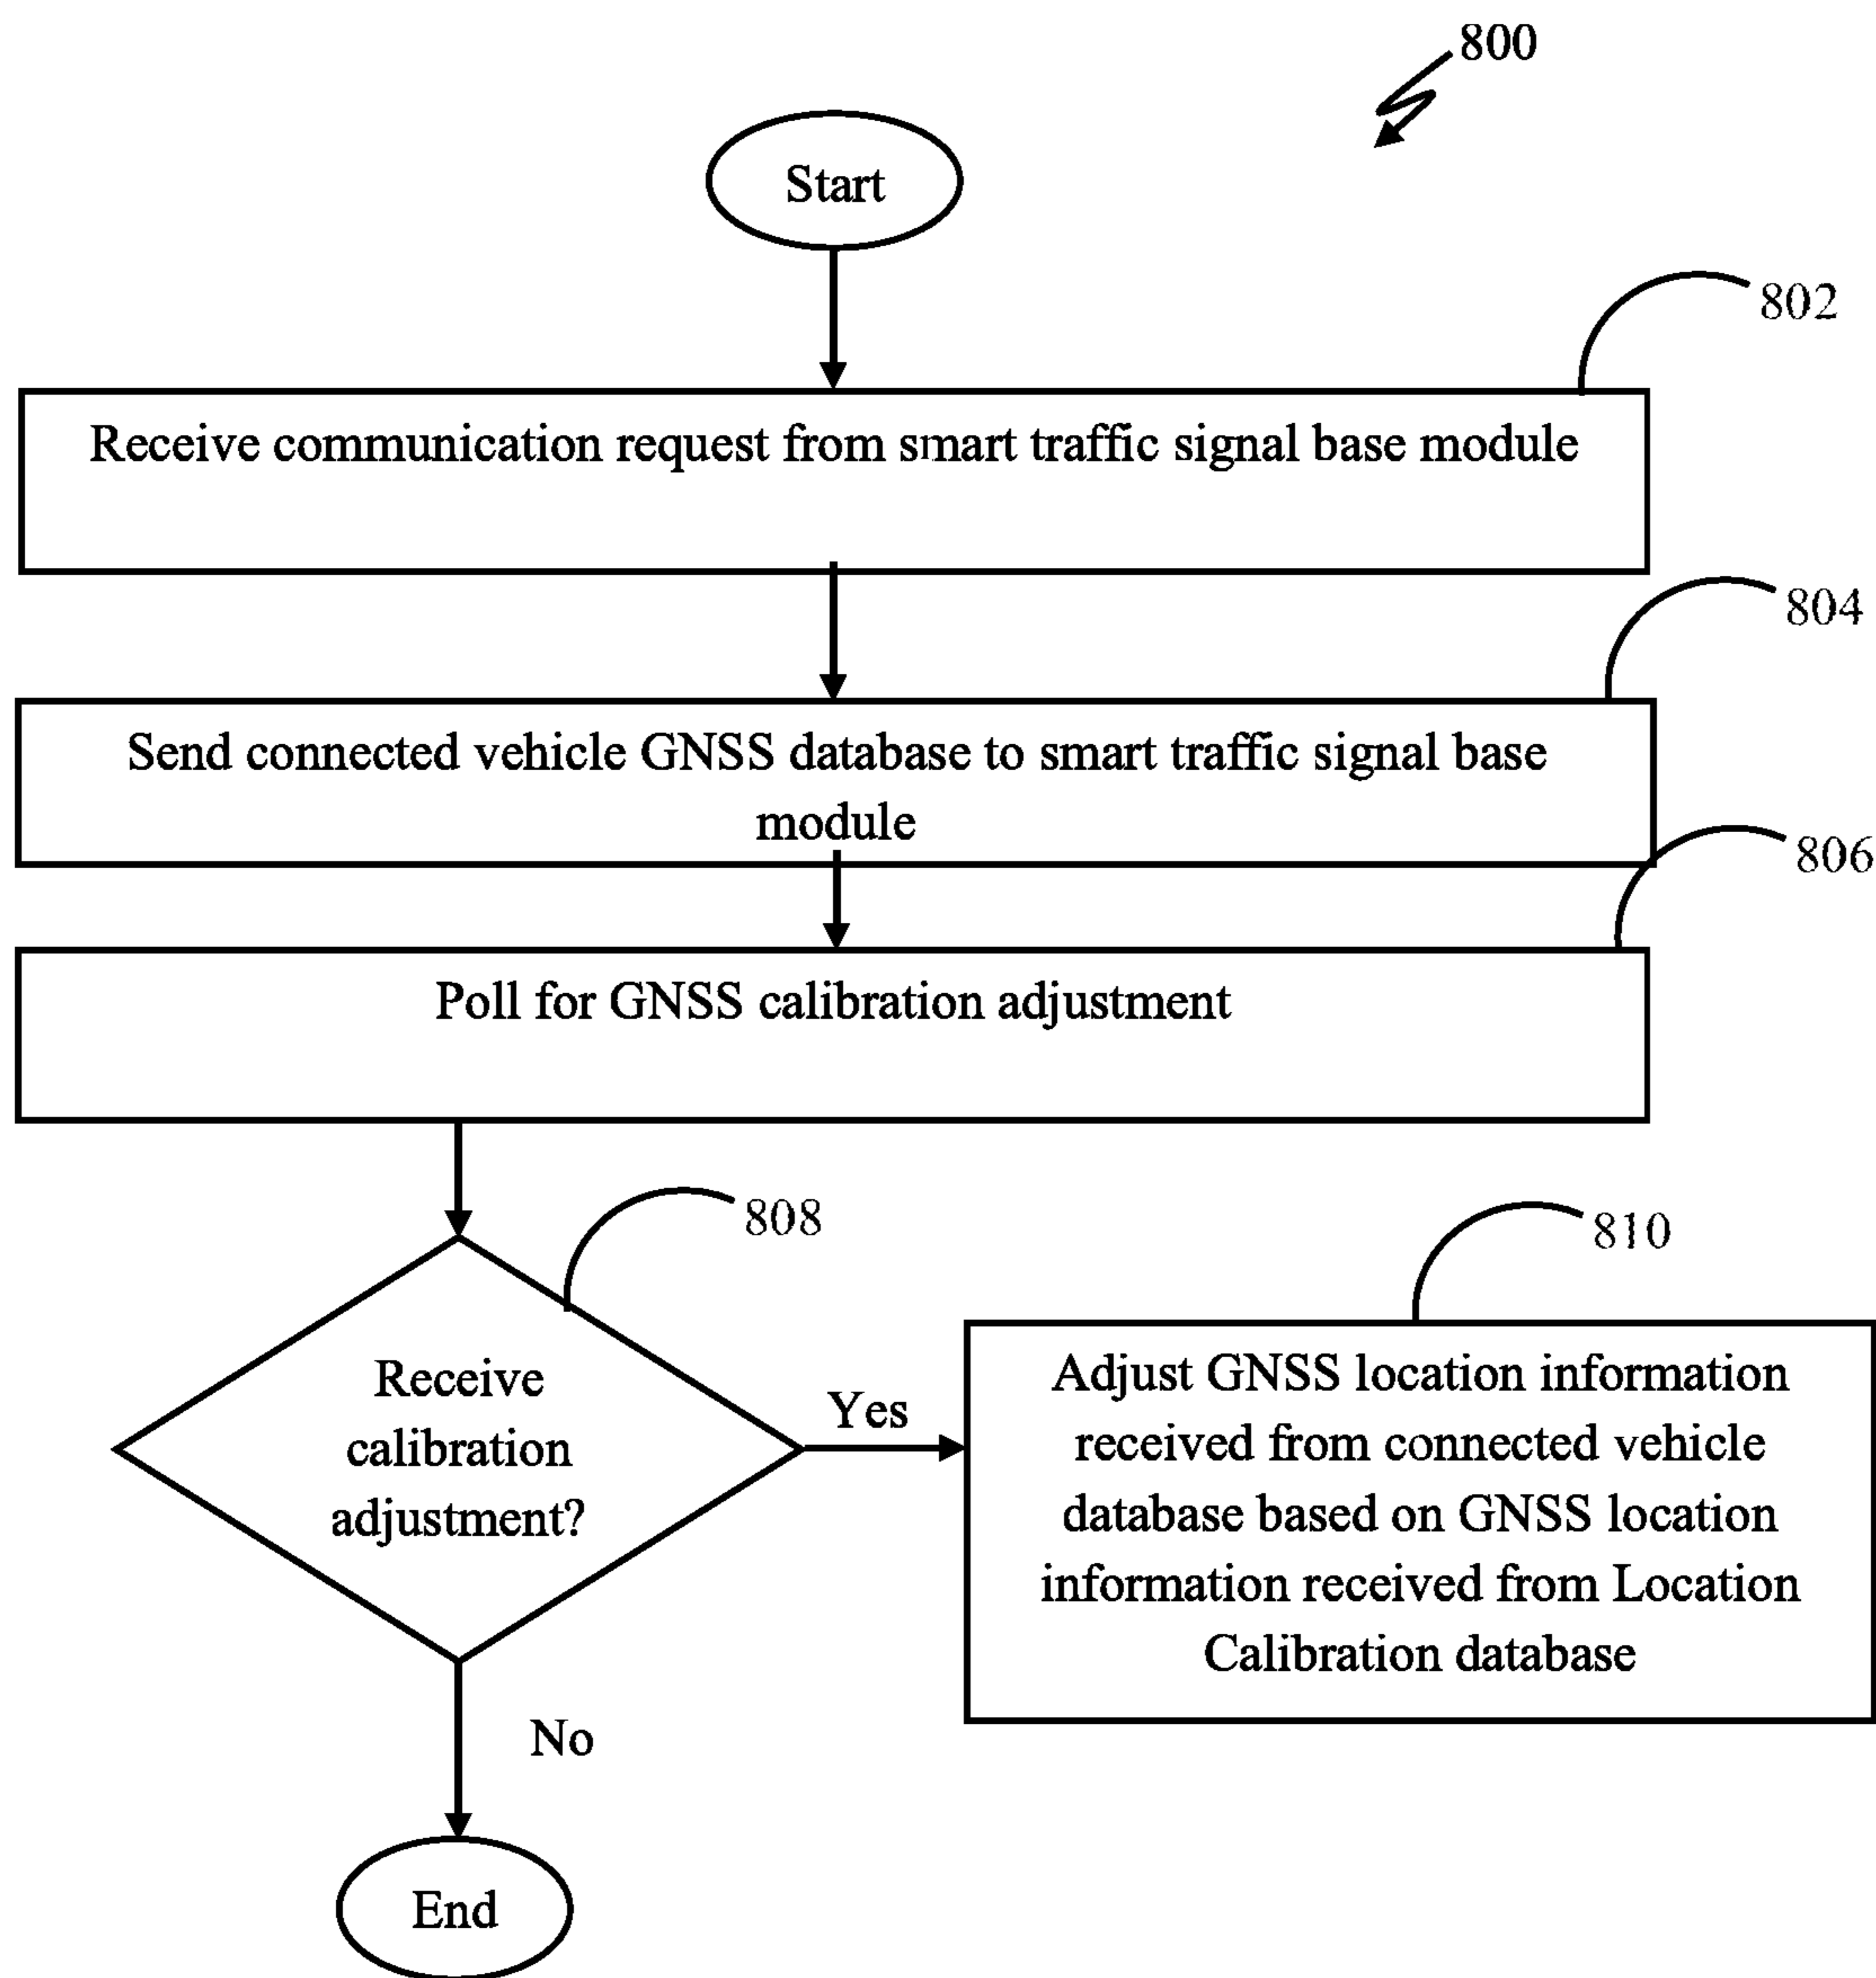 800
Start
802
Receive communication request from smart traffic signal base module
804
Send connected vehicle GNSS database to smart traffic signal base
module
806
Poll for GNSS calibration adjustment
808
810
Receive
calibration
adjustment?
Yes
Adjust GNSS location information
received from connected vehicle
database based on GNSS location
information received from Location
Calibration database
No
End